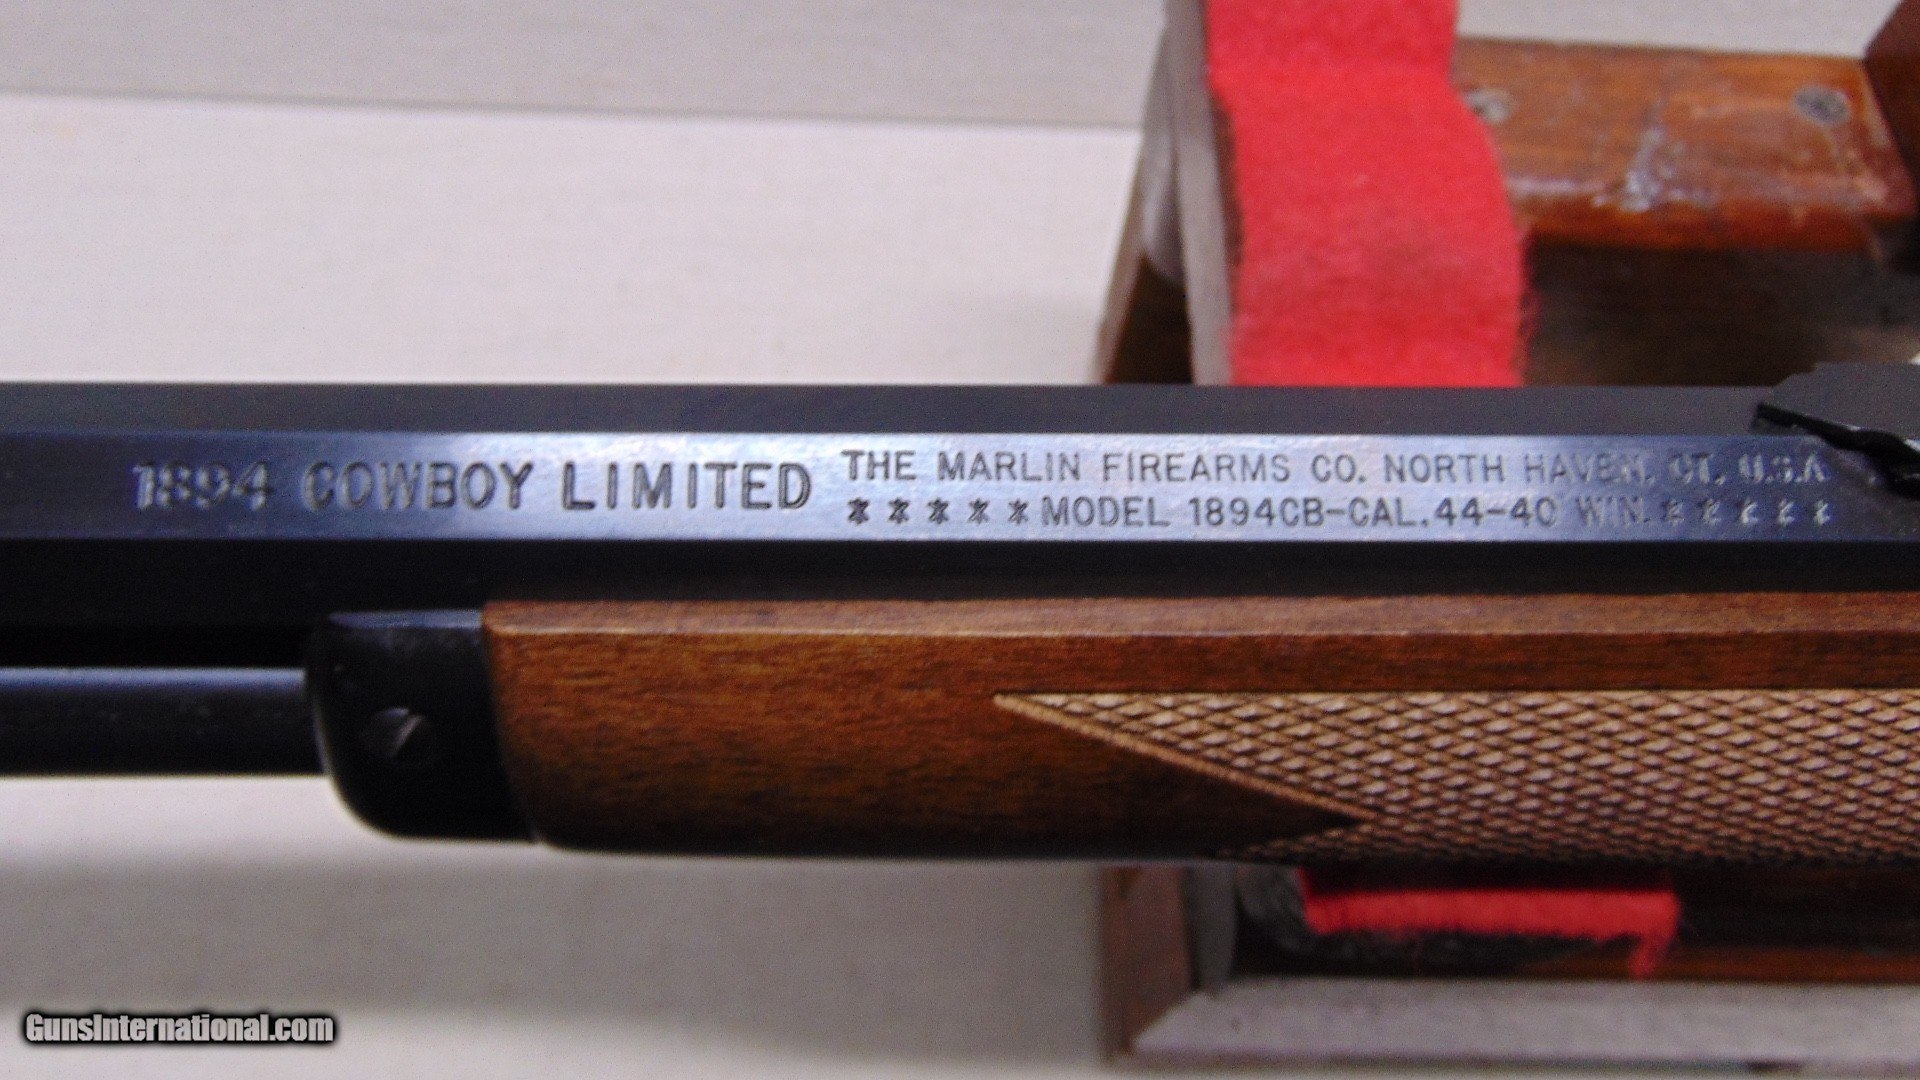 1894 COWBOY LIMITED
THE MARLIN FIREARMS CO. NORTH HAVEN, CT. U.S.A.
*****MODEL 1894CB-CAL.44-40 WIN.*****
GunsInternational.com